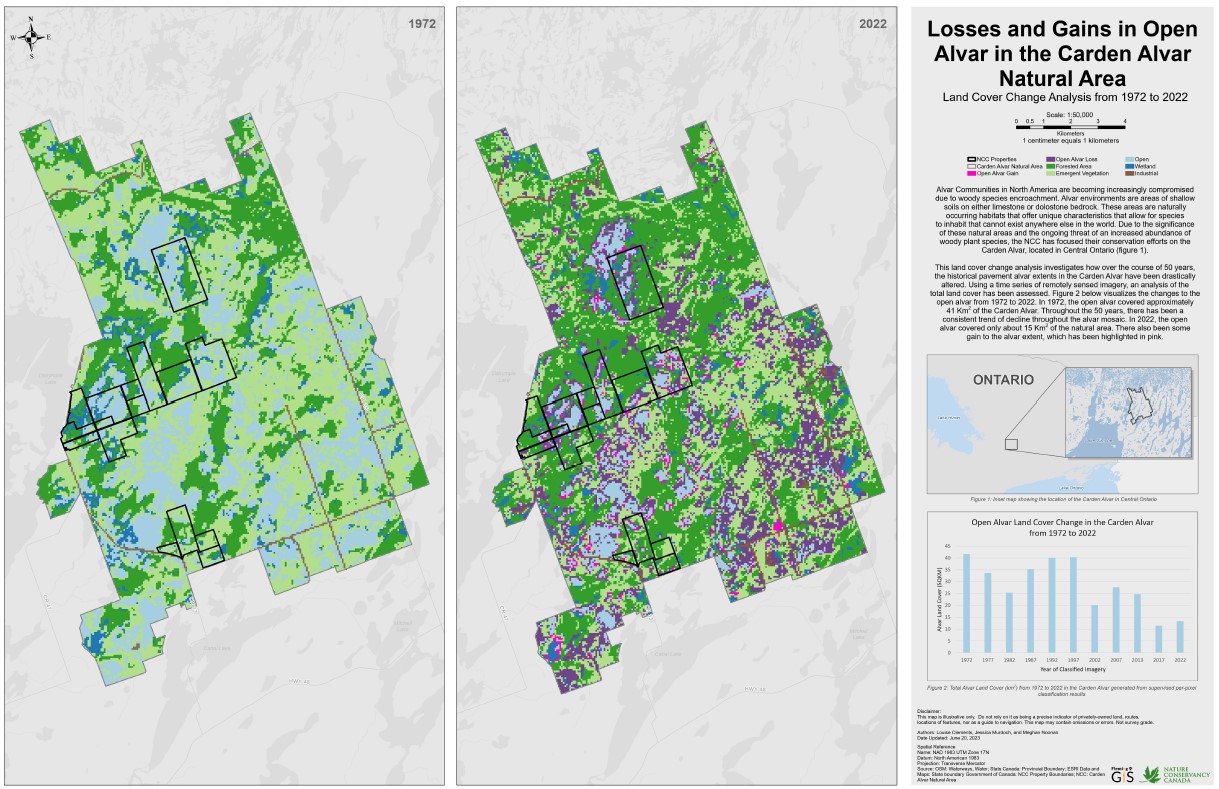 1972
N
W E
S
2022
HWY 48
HWY 48
Losses and Gains in Open
Alvar in the Carden Alvar
Natural Area
Land Cover Change Analysis from 1972 to 2022
Scale: 1:50,000
0 0.5 1 2 3 4
Kilometers
1 centimeter equals 1 kilometers
NCC Properties
Carden Alvar Natural Area
Open Alvar Gain
Open Alvar Loss
Forested Area
Emergent Vegetation
Open
Wetland
Industrial
Alvar Communities in North America are becoming increasingly compromised
due to woody species encroachment. Alvar environments are areas of shallow
soils on either limestone or dolostone bedrock. These areas are naturally
occurring habitats that offer unique characteristics that allow for species
to inhabit that cannot exist anywhere else in the world. Due to the significance
of these natural areas and the ongoing threat of an increased abundance of
woody plant species, the NCC has focused their conservation efforts on the
Carden Alvar, located in Central Ontario (figure 1).
This land cover change analysis investigates how over the course of 50 years,
the historical pavement alvar extents in the Carden Alvar have been drastically
altered. Using a time series of remotely sensed imagery, an analysis of the
total land cover has been assessed. Figure 2 below visualizes the changes to the
open alvar from 1972 to 2022. In 1972, the open alvar covered approximately
41 Km² of the Carden Alvar. Throughout the 50 years, there has been a
consistent trend of decline throughout the alvar mosaic. In 2022, the open
alvar covered only about 15 Km² of the natural area. There also been some
gain to the alvar extent, which has been highlighted in pink.
ONTARIO
Lake Huron
Lake Ontario
Figure 1: Inset map showing the location of the Carden Alvar in Central Ontario
Open Alvar Land Cover Change in the Carden Alvar
from 1972 to 2022
Alvar Land Cover (SQKM)
45
40
35
30
25
20
15
10
5
0
1972 1977 1982 1987 1992 1997 2002 2007 2013 2017 2022
Year of Classified Imagery
Figure 2: Total Alvar Land Cover (km²) from 1972 to 2022 in the Carden Alvar generated from supervised per-pixel
classification results
Disclaimer:
This map is illustrative only. Do not rely on it as being a precise indicator of privately-owned land, routes,
locations of features, nor as a guide to navigation. This map may contain omissions or errors. Not survey grade.
Authors: Louise Clements, Jessica Murdoch, and Meghan Noonan
Date Updated: June 20, 2023
Spatial Reference
Name: NAD 1983 UTM Zone 17N
Datum: North American 1983
Projection: Transverse Mercator
Source: OSM: Waterways, Water; Stats Canada: Provincial Boundary; ESRI Data and
Maps: State boundary Government of Canada: NCC Property Boundaries; NCC: Carden
Alvar Natural Area
Fleming
GIS
NATURE
CONSERVANCY
CANADA